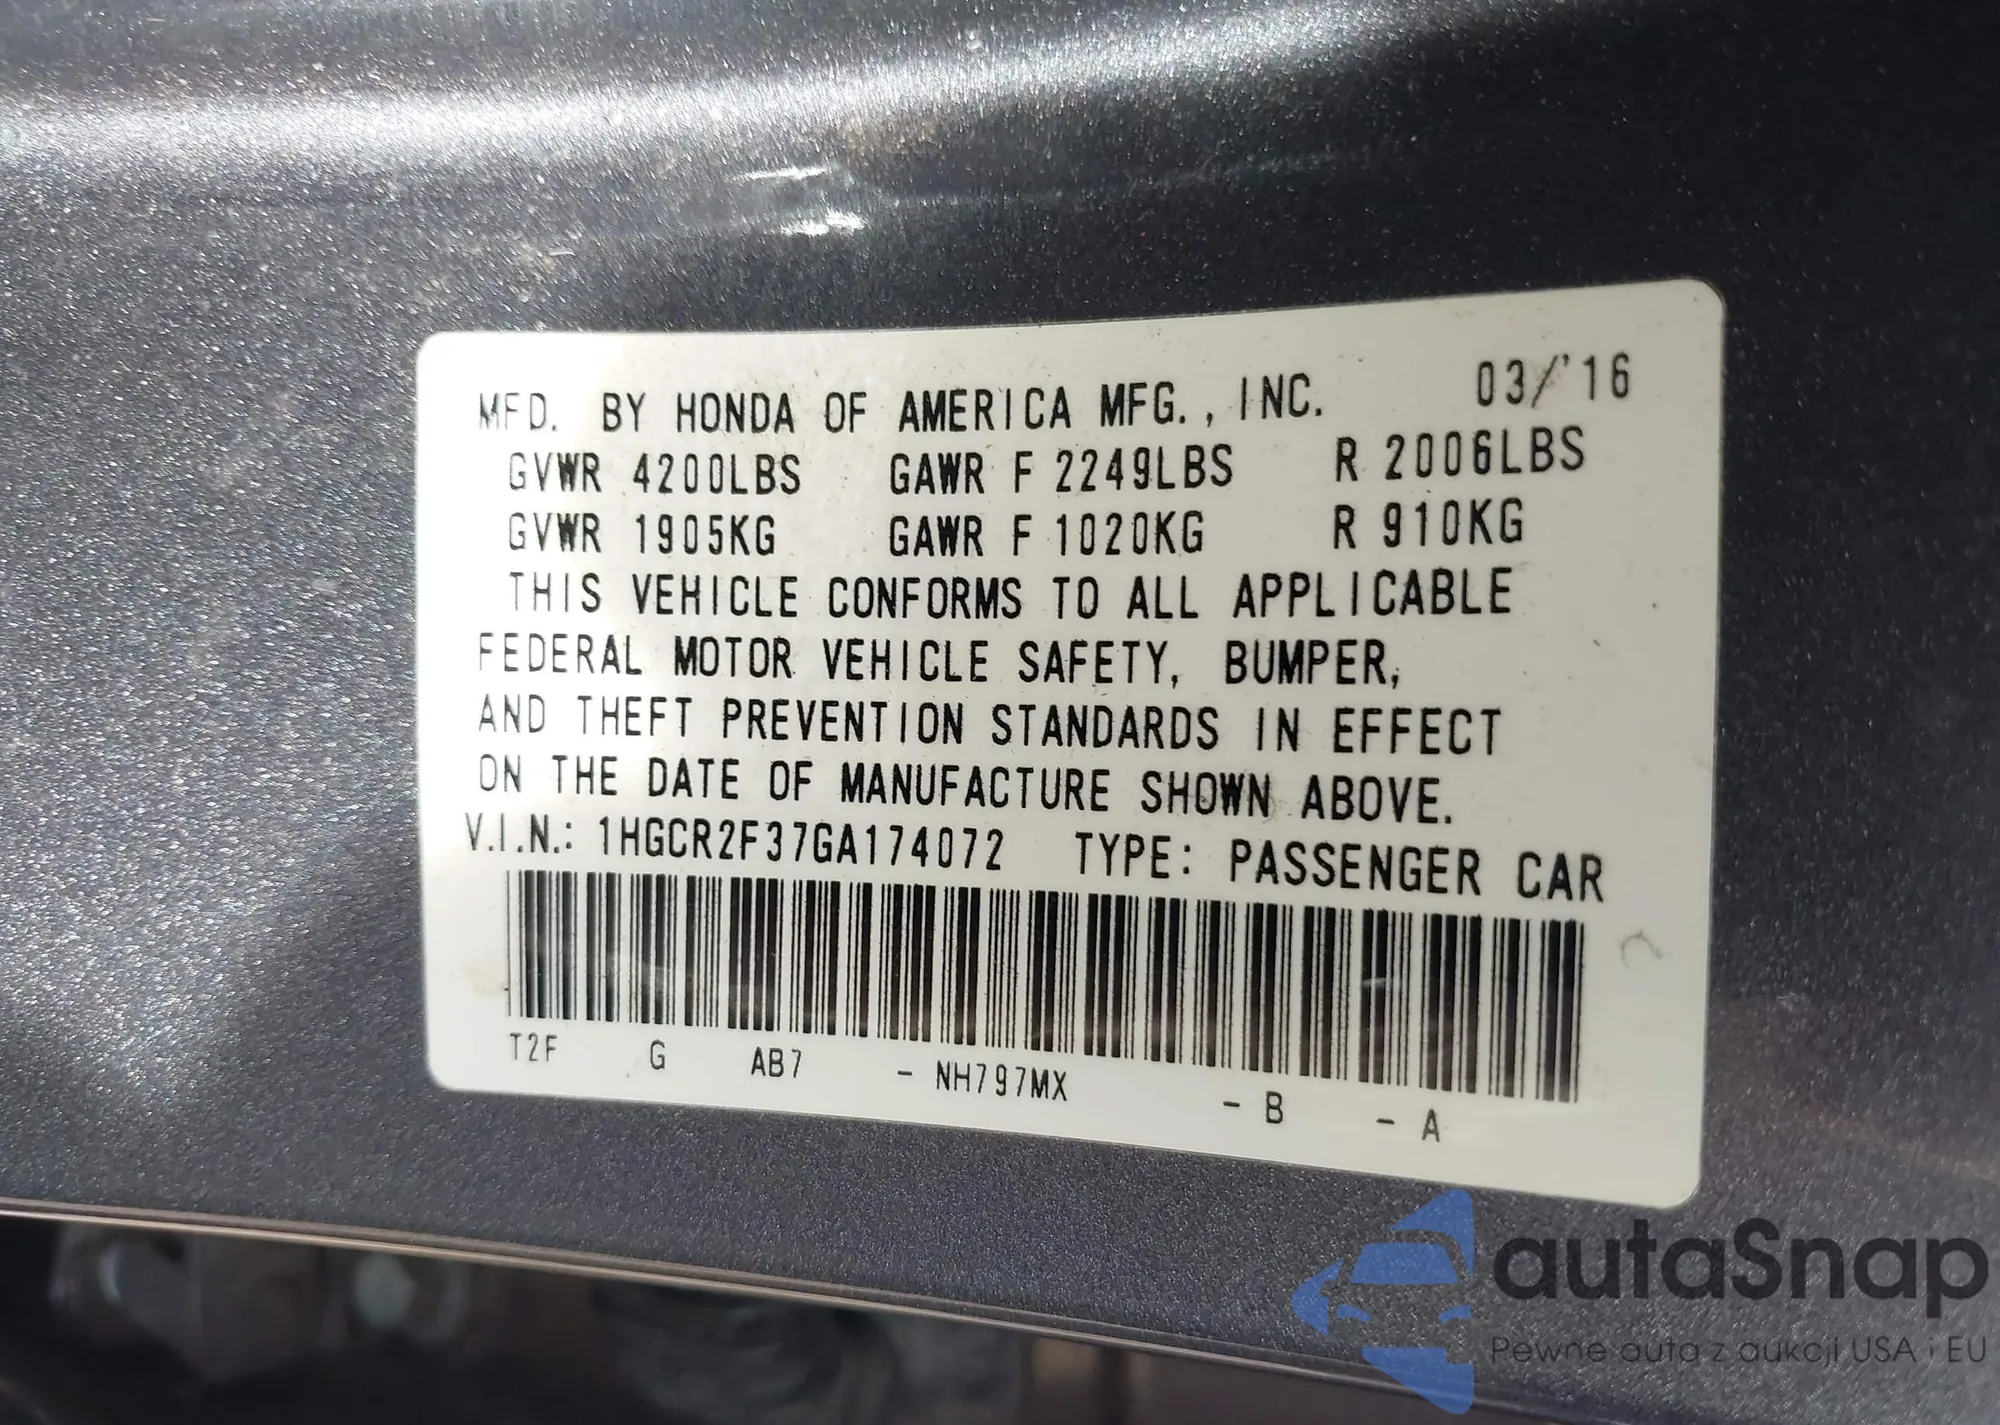 MFD. BY HONDA OF AMERICA MFG., INC. 03/'16
GVWR 4200LBS GAWR F 2249LBS R 2006LBS
GVWR 1905KG GAWR F 1020KG R 910KG
THIS VEHICLE CONFORMS TO ALL APPLICABLE
FEDERAL MOTOR VEHICLE SAFETY, BUMPER,
AND THEFT PREVENTION STANDARDS IN EFFECT
ON THE DATE OF MANUFACTURE SHOWN ABOVE.
V.I.N.: 1HGCR2F37GA174072 TYPE: PASSENGER CAR
T2F G AB7 - NH797MX - B - A
autaSnap
Pewne auta z aukcji USA i EU